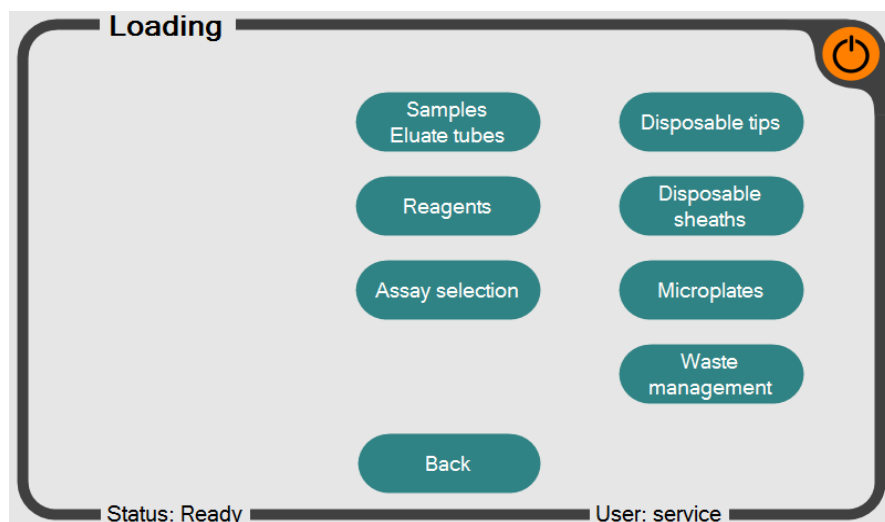 Loading
Samples
Eluate tubes
Disposable tips
Reagents
Disposable
sheaths
Assay selection
Microplates
Waste
management
Back
Status: Ready
User: service